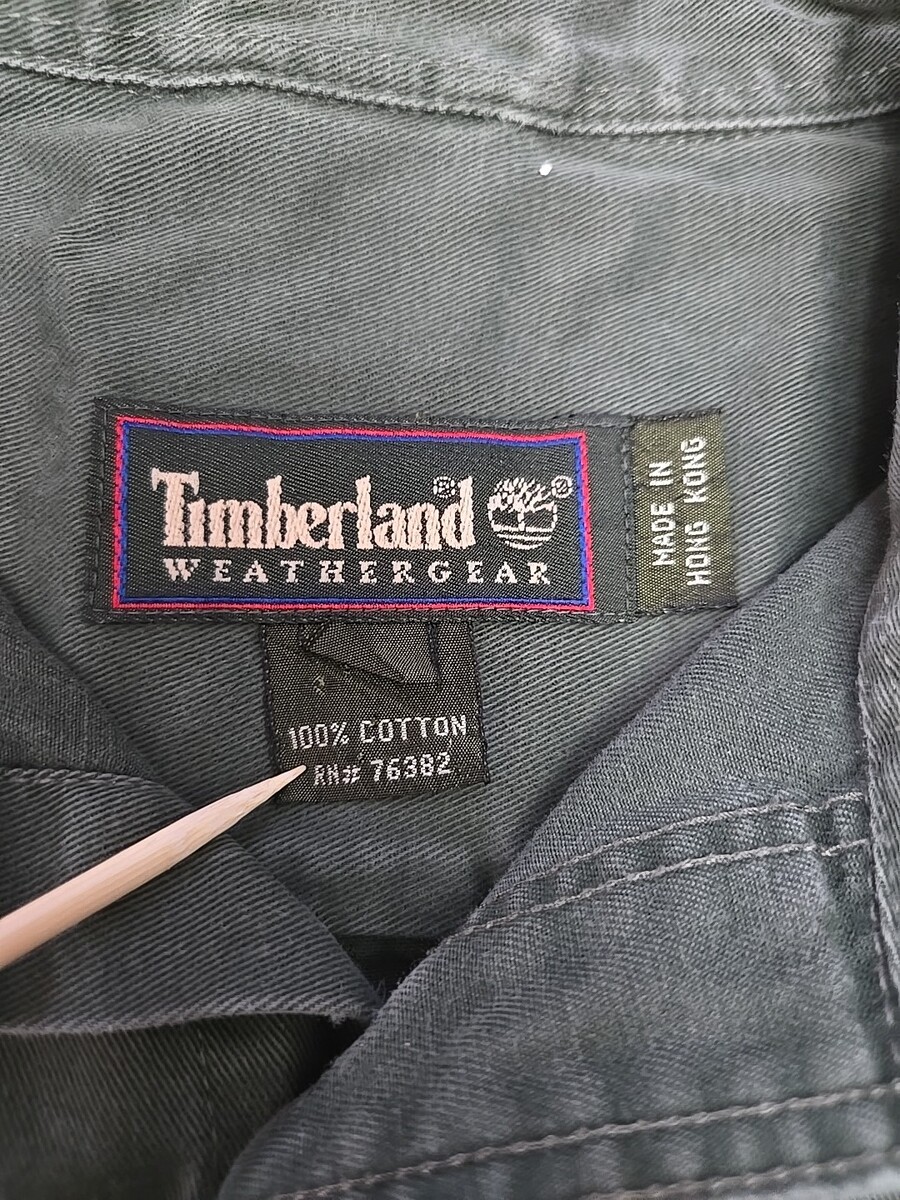 Timberland®
WEATHERGEAR
MADE IN
HONG KONG
100% COTTON
RN# 76382